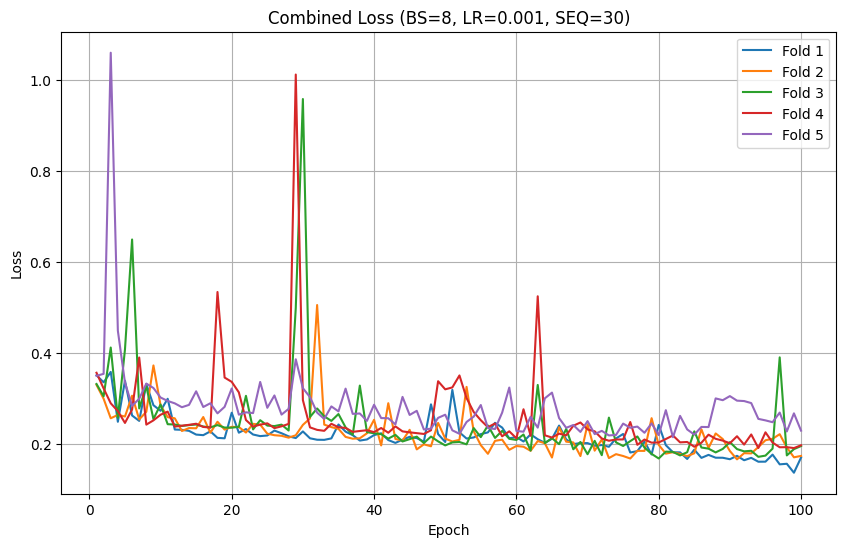 Combined Loss (BS=8, LR=0.001, SEQ=30)
Fold 1
Fold 2
Fold 3
Fold 4
Fold 5
Loss
1.0
0.8
0.6
0.4
0.2
0 20 40 60 80 100
Epoch